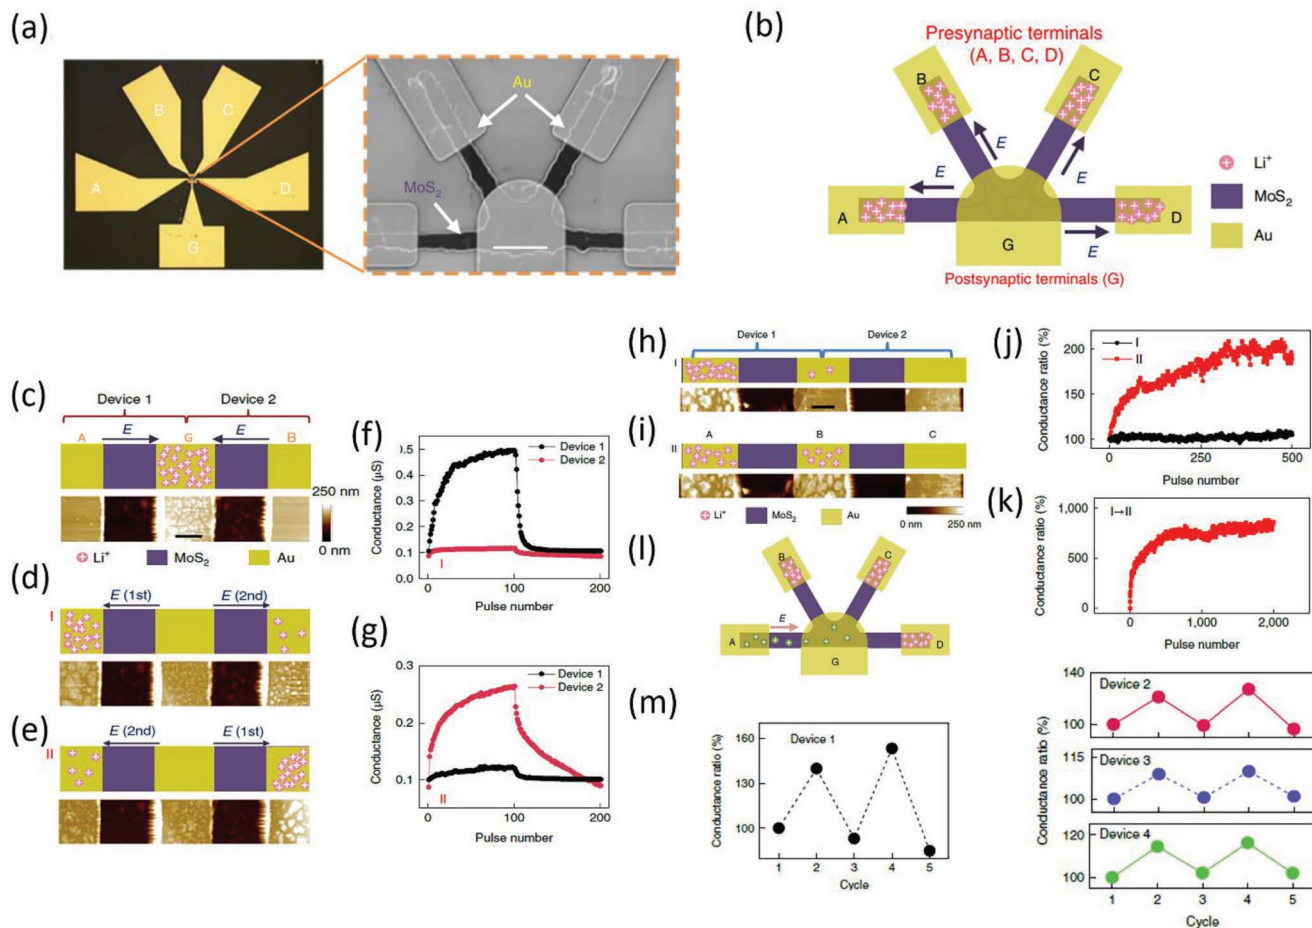 (a)
B
C
A
D
G
Au
MoS2
(b)
Presynaptic terminals
(A, B, C, D)
B
C
E
E
E
E
A
D
G
Postsynaptic terminals (G)
Li+
MoS2
Au
(c)
Device 1
Device 2
A
E
G
E
B
250 nm
0 nm
Li+
MoS2
Au
(d)
I
E (1st)
E (2nd)
(e)
II
E (2nd)
E (1st)
(f)
Conductance (μS)
0.5
0.4
0.3
0.2
0.1
0.0
Device 1
Device 2
I
0
100
200
Pulse number
(g)
Conductance (μS)
0.3
0.2
0.1
0.0
Device 1
Device 2
II
0
100
200
Pulse number
(h)
Device 1
Device 2
I
(i)
A
B
C
II
Li+
MoS2
Au
0 nm
250 nm
(j)
Conductance ratio (%)
200
150
100
50
I
II
0
250
500
Pulse number
(k)
Conductance ratio (%)
1,000
500
0
I→II
0
1,000
2,000
Pulse number
(l)
B
C
E
A
D
G
(m)
Conductance ratio (%)
160
140
120
100
Device 1
1
2
3
4
5
Cycle
Conductance ratio (%)
140
120
100
Device 2
115
100
Device 3
120
100
Device 4
1
2
3
4
5
Cycle